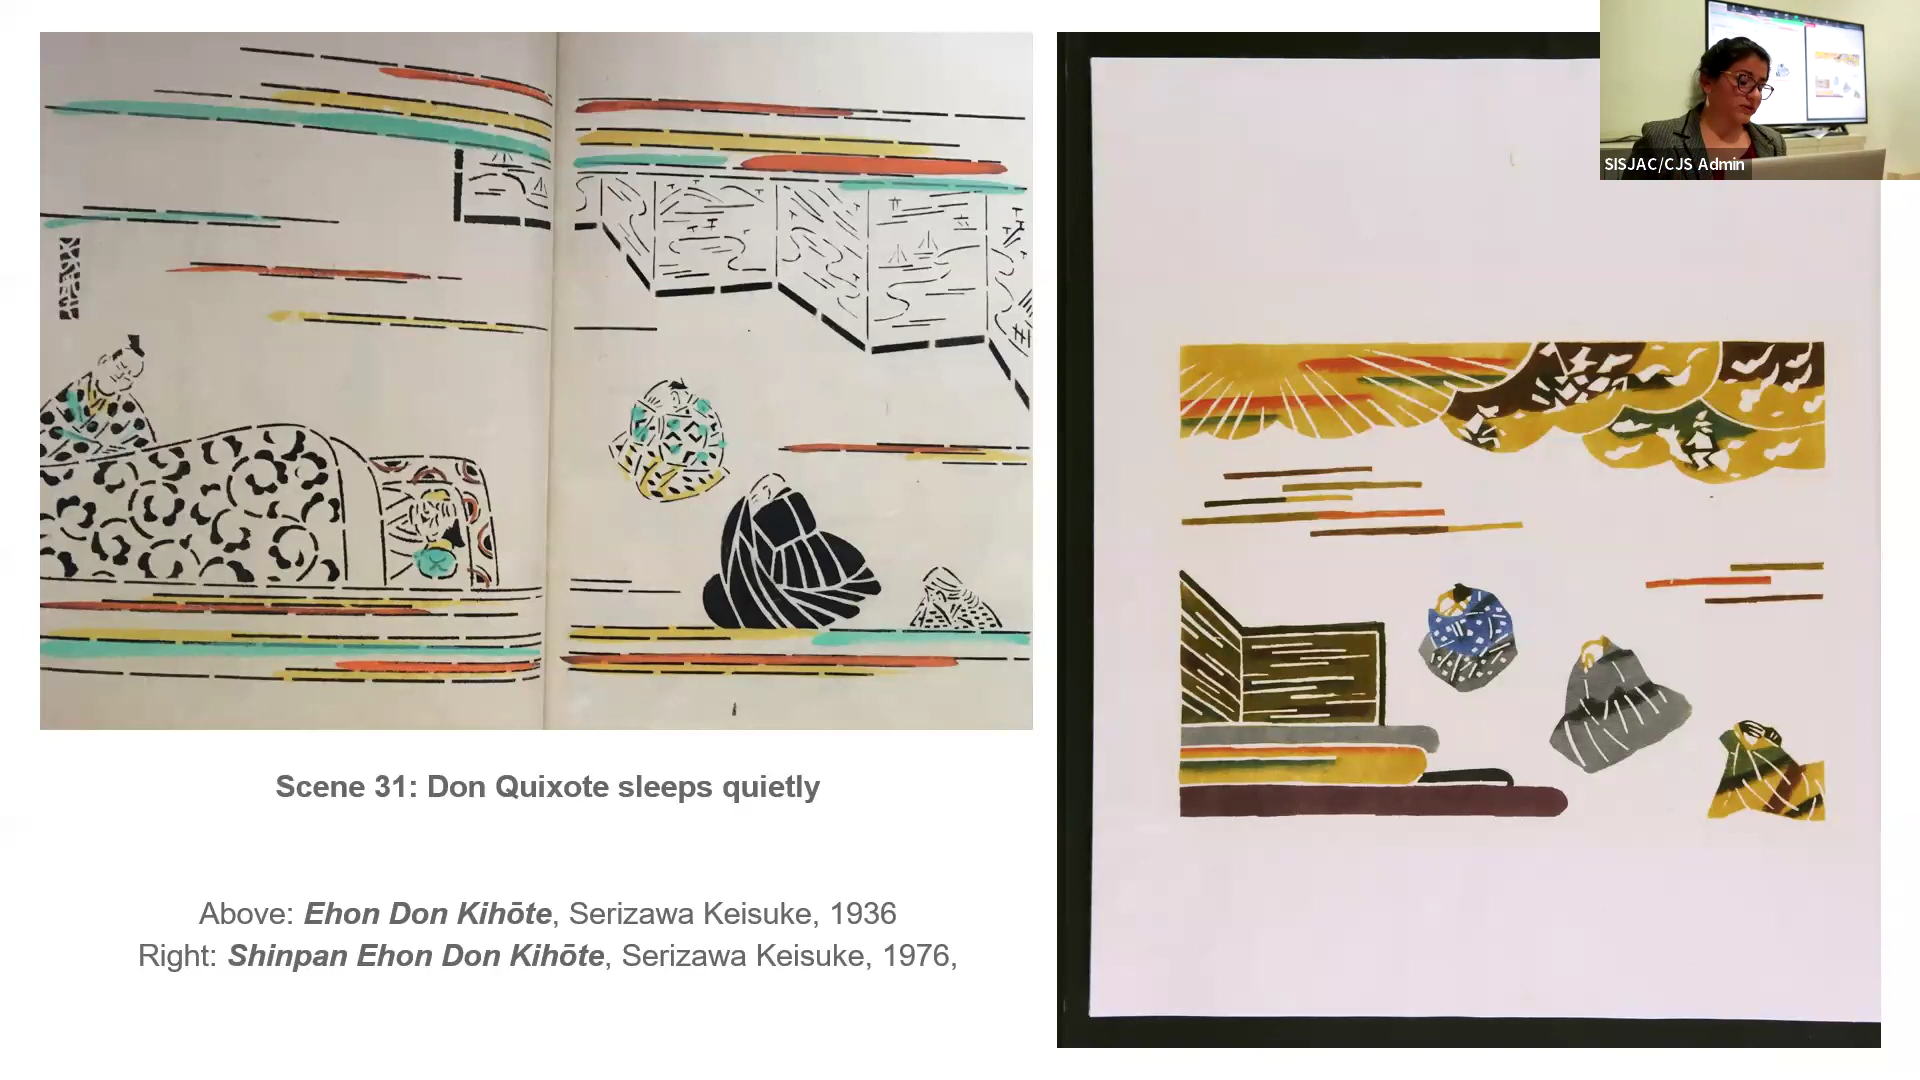 SISJAC/CJS Admin
Scene 31: Don Quixote sleeps quietly
Above: Ehon Don Kihōte, Serizawa Keisuke, 1936
Right: Shinpan Ehon Don Kihōte, Serizawa Keisuke, 1976,